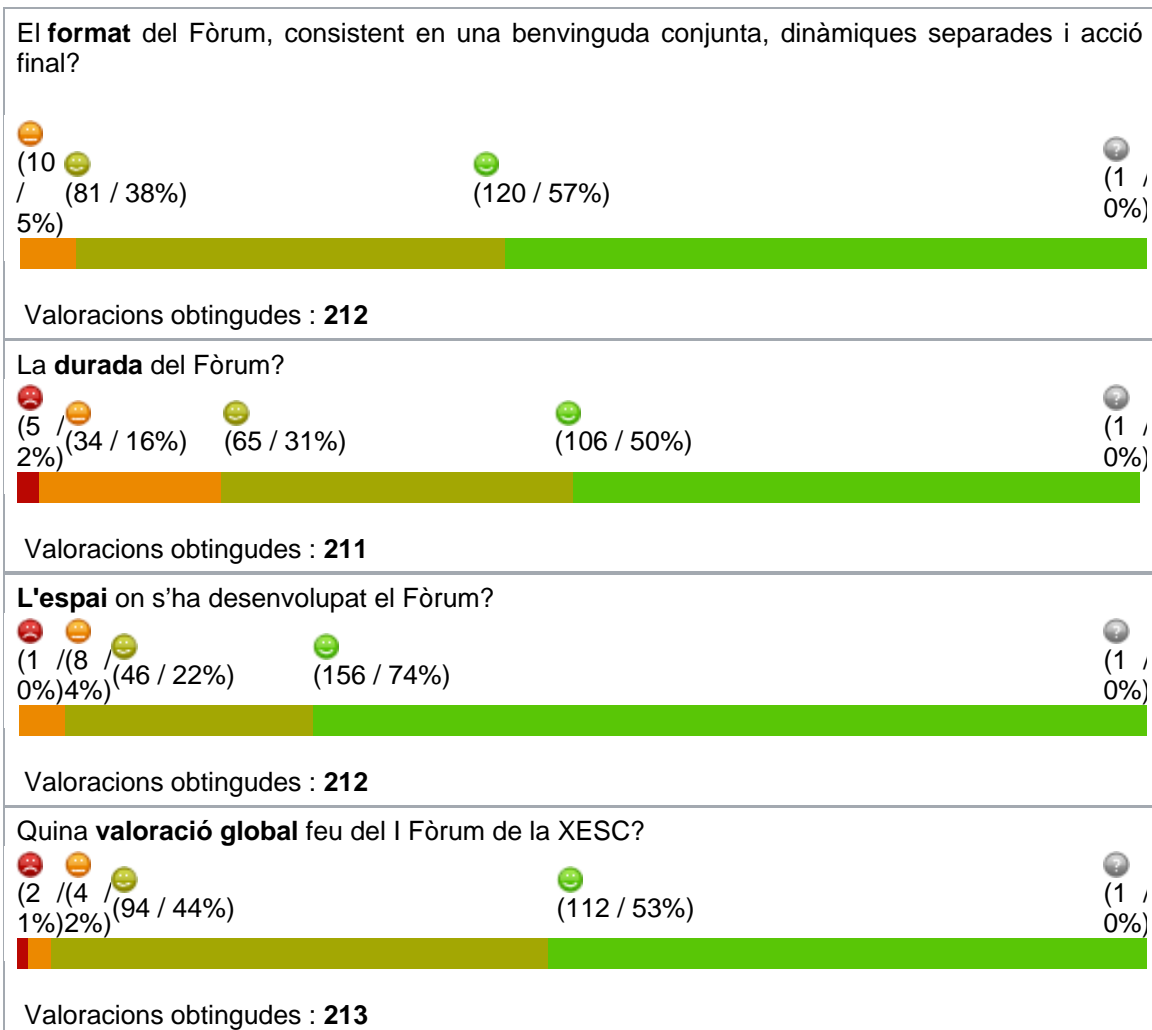 El format del Fòrum, consistent en una benvinguda conjunta, dinàmiques separades i acció
final?
(10 / 5%) (81 / 38%) (120 / 57%) (1 / 0%)
Valoracions obtingudes : 212
La durada del Fòrum?
(5 / 2%) (34 / 16%) (65 / 31%) (106 / 50%) (1 / 0%)
Valoracions obtingudes : 211
L'espai on s’ha desenvolupat el Fòrum?
(1 / 0%) (8 / 4%) (46 / 22%) (156 / 74%) (1 / 0%)
Valoracions obtingudes : 212
Quina valoració global feu del I Fòrum de la XESC?
(2 / 1%) (4 / 2%) (94 / 44%) (112 / 53%) (1 / 0%)
Valoracions obtingudes : 213